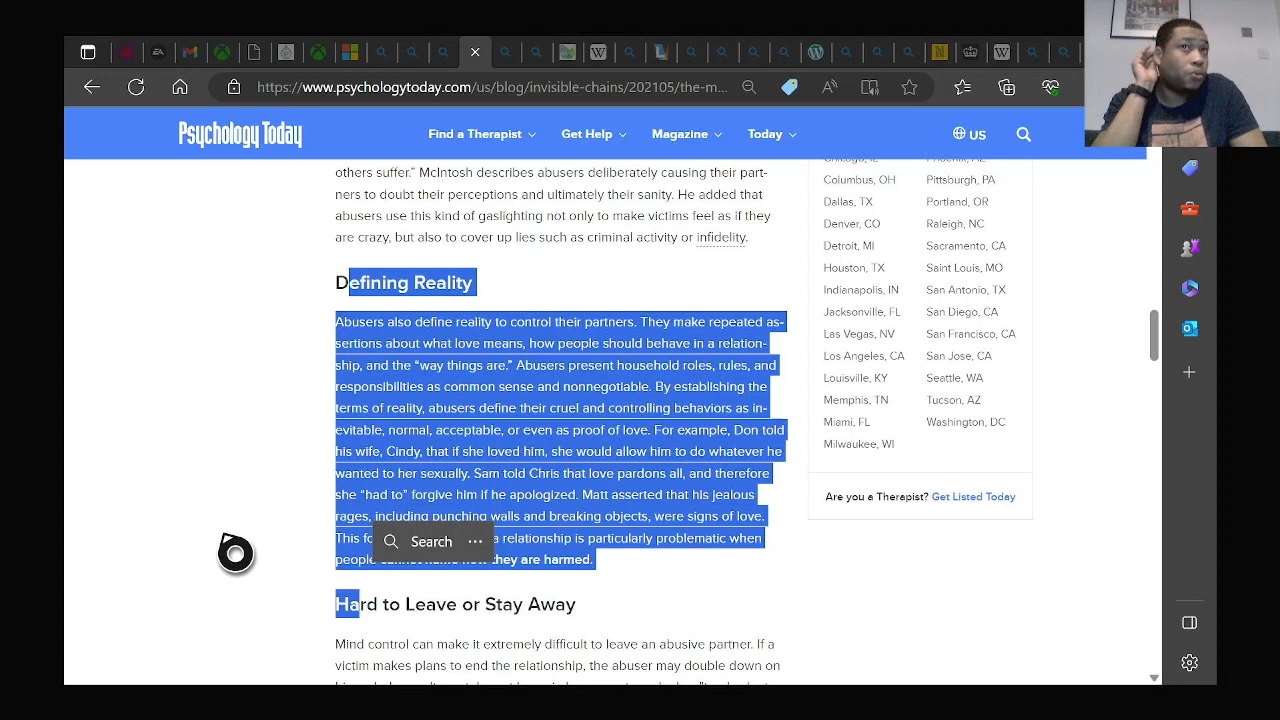 https://www.psychologytoday.com/us/blog/invisible-chains/202105/the-m...
Psychology Today
Find a Therapist
Get Help
Magazine
Today
US
others suffer.” McIntosh describes abusers deliberately causing their part-
ners to doubt their perceptions and ultimately their sanity. He added that
abusers use this kind of gaslighting not only to make victims feel as if they
are crazy, but also to cover up lies such as criminal activity or infidelity.
Defining Reality
Abusers also define reality to control their partners. They make repeated as-
sertions about what love means, how people should behave in a relation-
ship, and the “way things are.” Abusers present household roles, rules, and
responsibilities as common sense and nonnegotiable. By establishing the
terms of reality, abusers define their cruel and controlling behaviors as in-
evitable, normal, acceptable, or even as proof of love. For example, Don told
his wife, Cindy, that if she loved him, she would allow him to do whatever he
wanted to her sexually. Sam told Chris that love pardons all, and therefore
she “had to” forgive him if he apologized. Matt asserted that his jealous
rages, including punching walls and breaking objects, were signs of love.
This fo a relationship is particularly problematic when
people cannot name how they are harmed.
Search
Hard to Leave or Stay Away
Mind control can make it extremely difficult to leave an abusive partner. If a
victim makes plans to end the relationship, the abuser may double down on
Chicago, IL
Phoenix, AZ
Columbus, OH
Pittsburgh, PA
Dallas, TX
Portland, OR
Denver, CO
Raleigh, NC
Detroit, MI
Sacramento, CA
Houston, TX
Saint Louis, MO
Indianapolis, IN
San Antonio, TX
Jacksonville, FL
San Diego, CA
Las Vegas, NV
San Francisco, CA
Los Angeles, CA
San Jose, CA
Louisville, KY
Seattle, WA
Memphis, TN
Tucson, AZ
Miami, FL
Washington, DC
Milwaukee, WI
Are you a Therapist? Get Listed Today